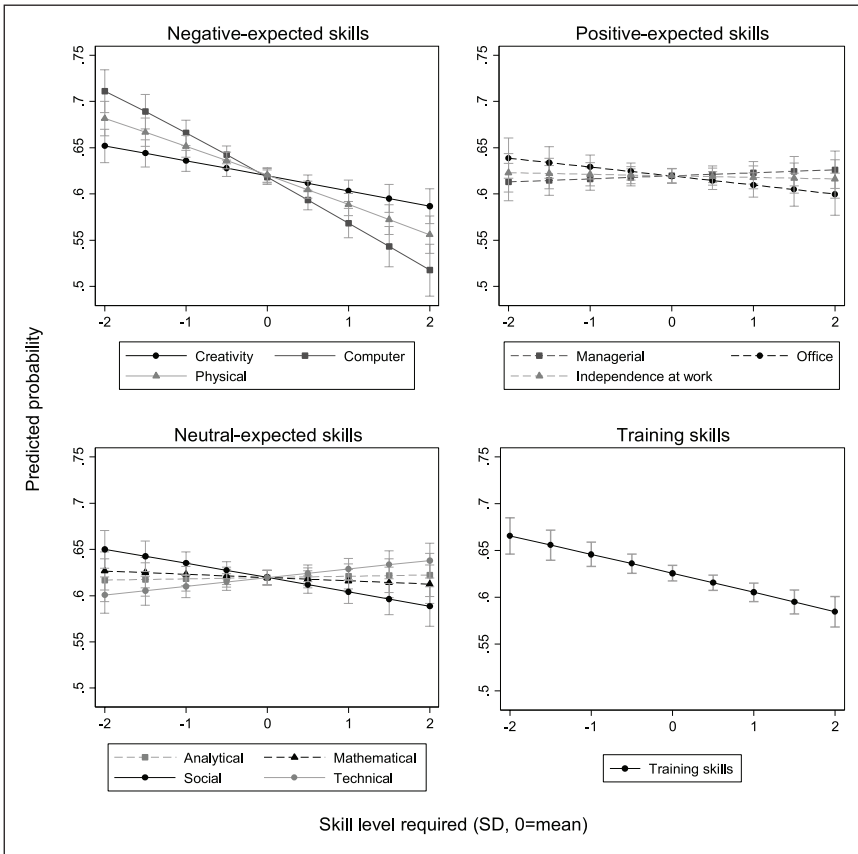 Negative-expected skills
Positive-expected skills
.75
.7
.65
.6
.55
.5
-2 -1 0 1 2
.75
.7
.65
.6
.55
.5
-2 -1 0 1 2
Creativity Computer
Physical
Managerial Office
Independence at work
Predicted probability
Neutral-expected skills
Training skills
.75
.7
.65
.6
.55
.5
-2 -1 0 1 2
.75
.7
.65
.6
.55
.5
-2 -1 0 1 2
Analytical Mathematical
Social Technical
Training skills
Skill level required (SD, 0=mean)